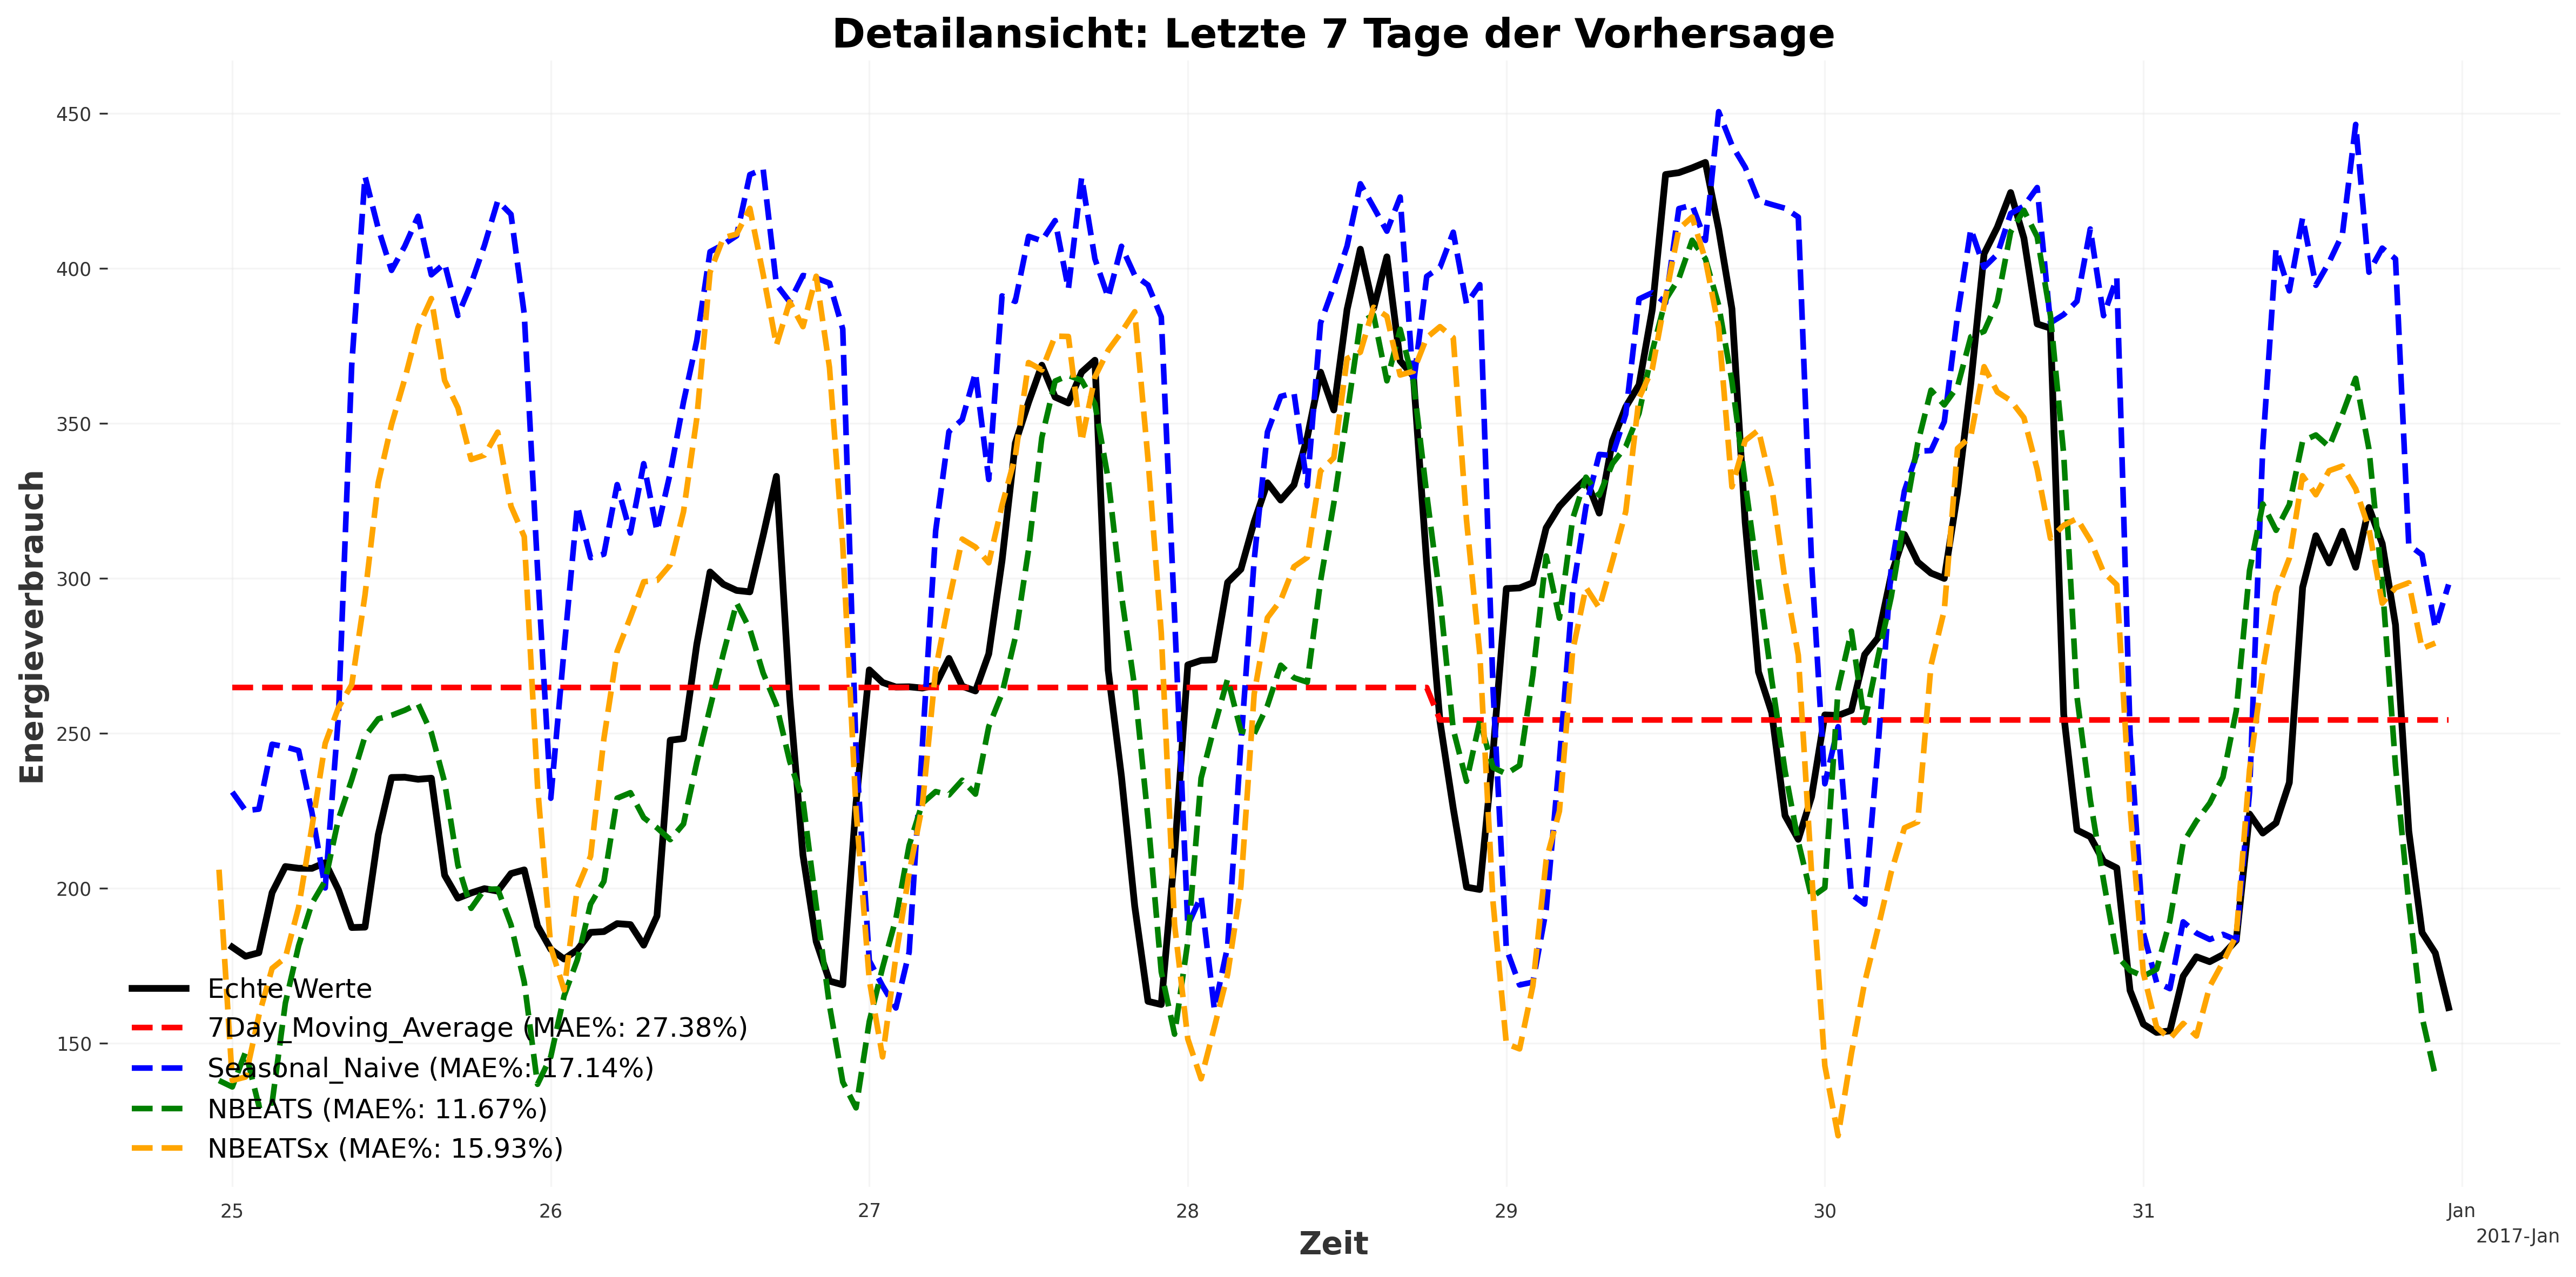 Detailansicht: Letzte 7 Tage der Vorhersage
Energieverbrauch
450
400
350
300
250
200
150
Echte Werte
7Day_Moving_Average (MAE%: 27.38%)
Seasonal_Naive (MAE%: 17.14%)
NBEATS (MAE%: 11.67%)
NBEATSx (MAE%: 15.93%)
25
26
27
28
29
30
31
Jan
2017-Jan
Zeit